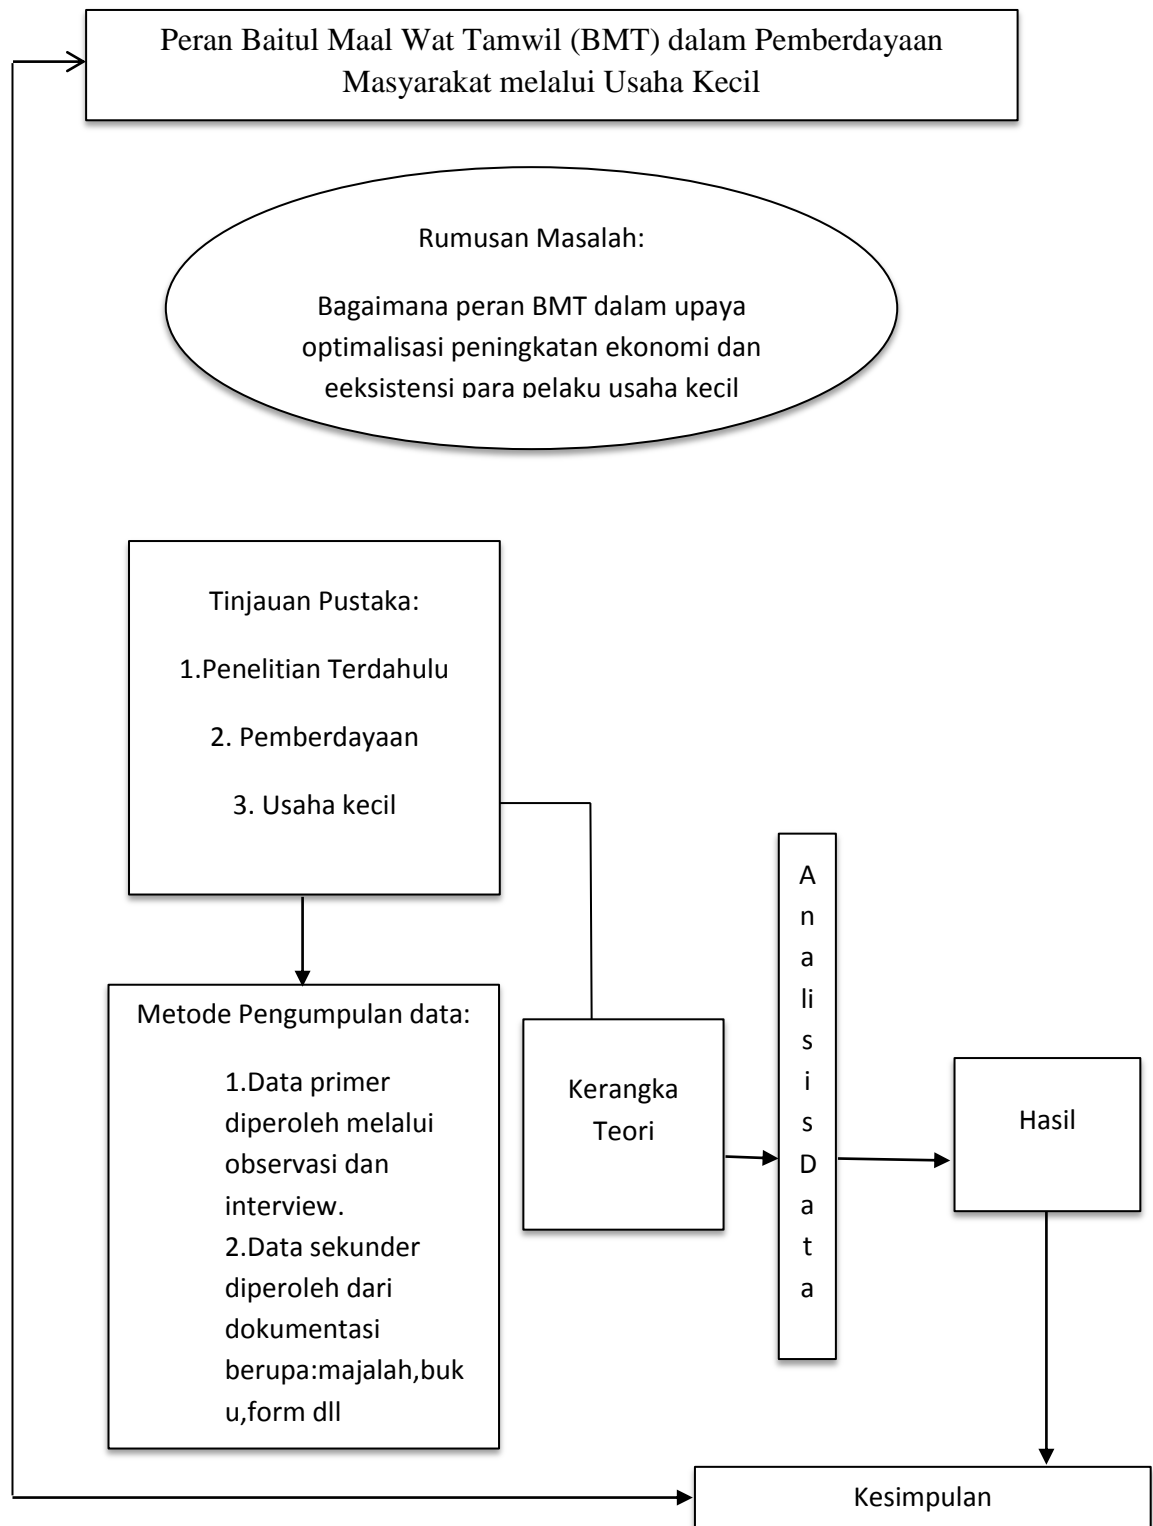 Peran Baitul Maal Wat Tamwil (BMT) dalam Pemberdayaan
Masyarakat melalui Usaha Kecil
Rumusan Masalah:
Bagaimana peran BMT dalam upaya
optimalisasi peningkatan ekonomi dan
eeksistensi para pelaku usaha kecil
Tinjauan Pustaka:
1.Penelitian Terdahulu
2. Pemberdayaan
3. Usaha kecil
Metode Pengumpulan data:
1.Data primer
diperoleh melalui
observasi dan
interview.
2.Data sekunder
diperoleh dari
dokumentasi
berupa:majalah,buk
u,form dll
Kerangka
Teori
A
n
a
li
s
i
s
D
a
t
a
Hasil
Kesimpulan